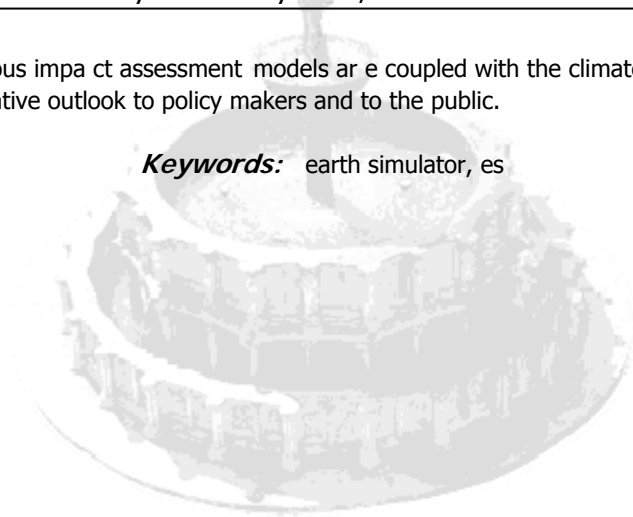 ous impa ct assessment models ar e coupled with the climate
ative outlook to policy makers and to the public.
Keywords: earth simulator, es